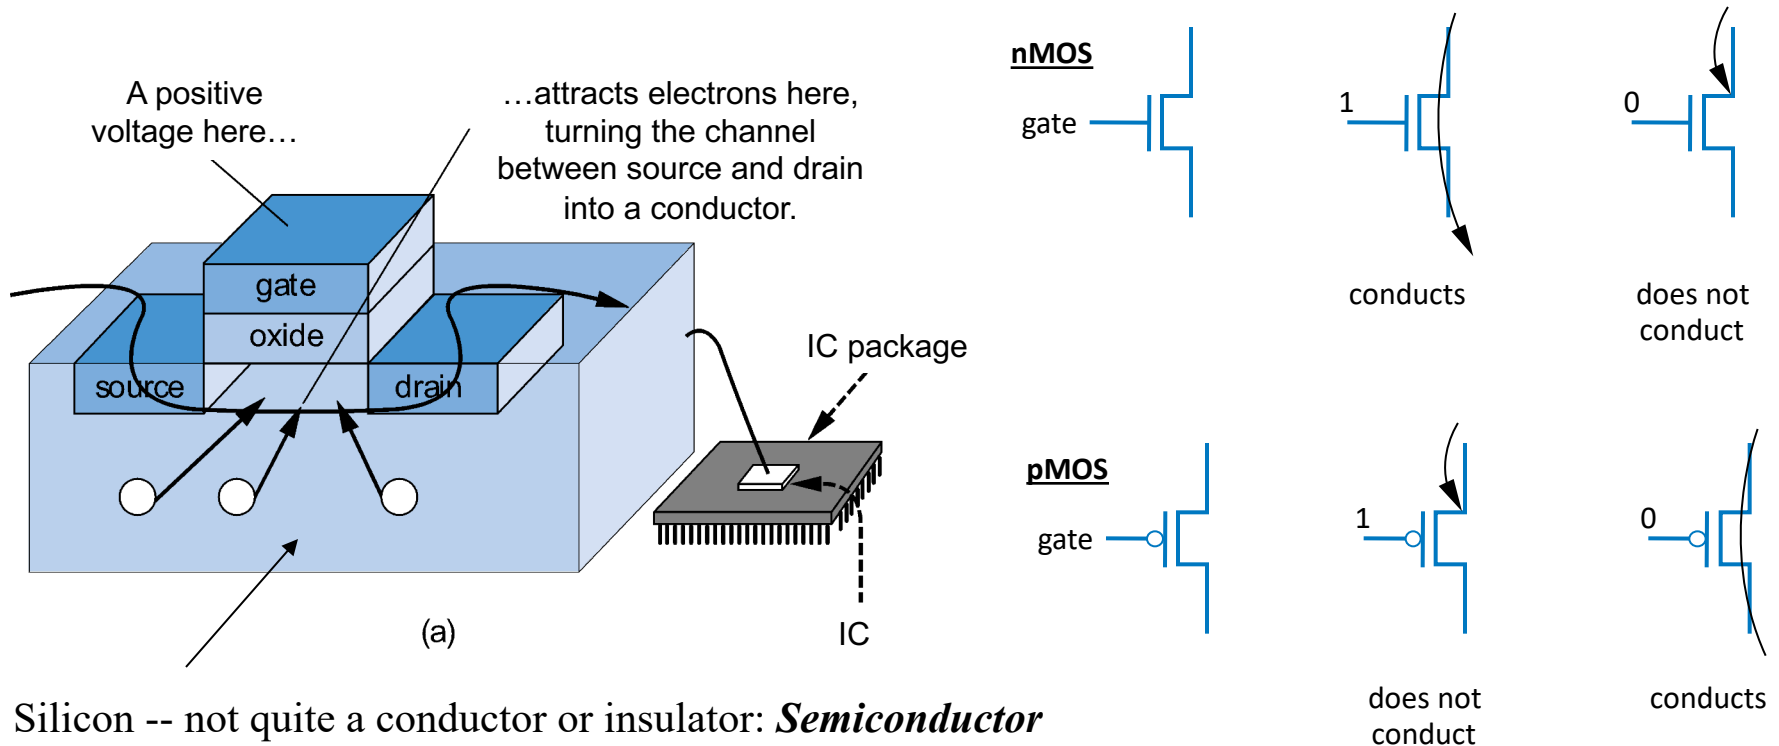 A positive
voltage here…
…attracts electrons here,
turning the channel
between source and drain
into a conductor.
gate
oxide
source
drain
IC package
IC
(a)
Silicon -- not quite a conductor or insulator: Semiconductor
nMOS
gate
1
conducts
0
does not
conduct
pMOS
gate
1
does not
conduct
0
conducts